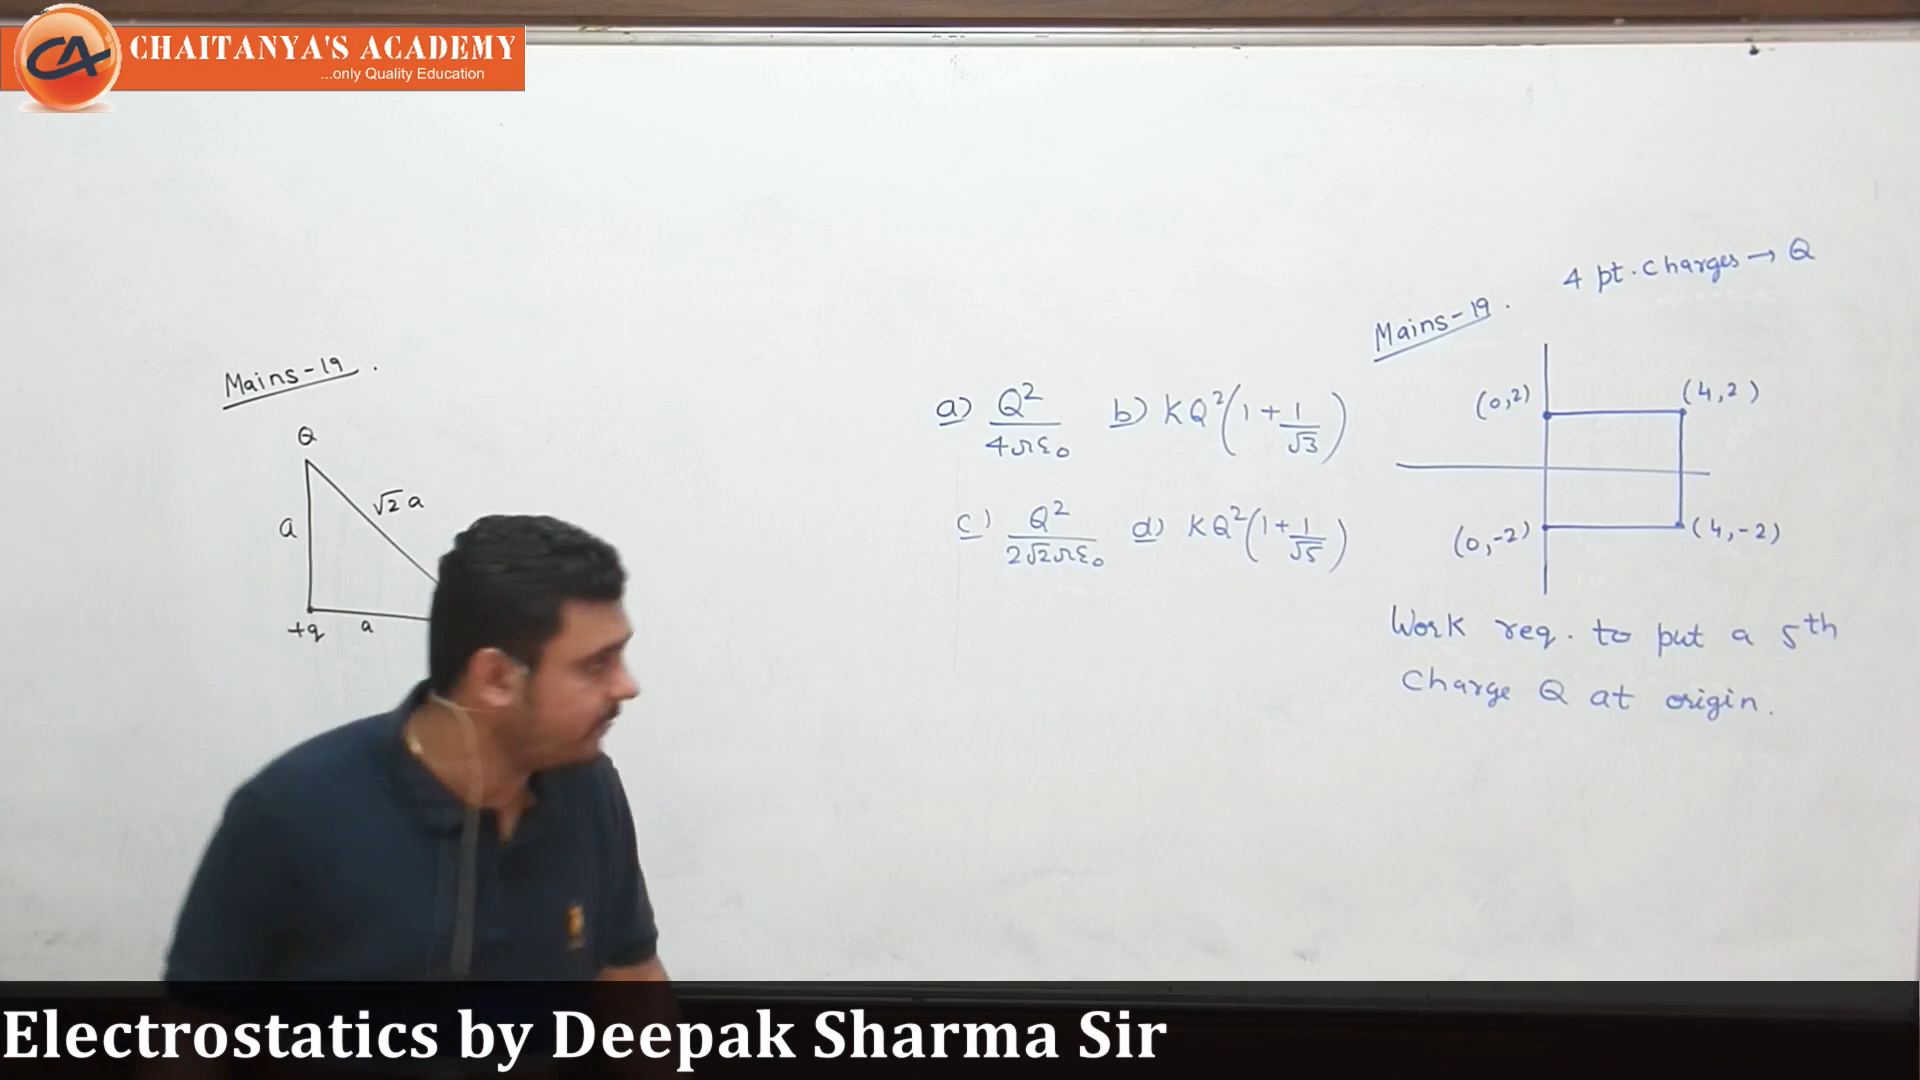 CHAITANYA'S ACADEMY
...only Quality Education
Mains-19.
Q
√2 a
a
+q a
a) Q²/4πε₀ b) KQ²(1 + 1/√3)
c) Q²/2√2πε₀ d) KQ²(1 + 1/√5)
4 pt. charges → Q
Mains-19.
(0,2) (4,2)
(0,-2) (4,-2)
Work req. to put a 5th
charge Q at origin.
Electrostatics by Deepak Sharma Sir